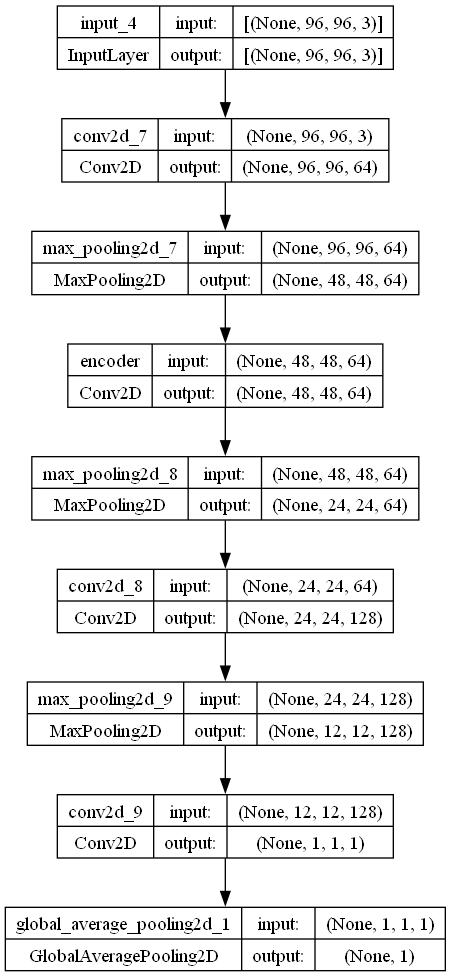 input_4 input: [(None, 96, 96, 3)]
InputLayer output: [(None, 96, 96, 3)]
conv2d_7 input: (None, 96, 96, 3)
Conv2D output: (None, 96, 96, 64)
max_pooling2d_7 input: (None, 96, 96, 64)
MaxPooling2D output: (None, 48, 48, 64)
encoder input: (None, 48, 48, 64)
Conv2D output: (None, 48, 48, 64)
max_pooling2d_8 input: (None, 48, 48, 64)
MaxPooling2D output: (None, 24, 24, 64)
conv2d_8 input: (None, 24, 24, 64)
Conv2D output: (None, 24, 24, 128)
max_pooling2d_9 input: (None, 24, 24, 128)
MaxPooling2D output: (None, 12, 12, 128)
conv2d_9 input: (None, 12, 12, 128)
Conv2D output: (None, 1, 1, 1)
global_average_pooling2d_1 input: (None, 1, 1, 1)
GlobalAveragePooling2D output: (None, 1)